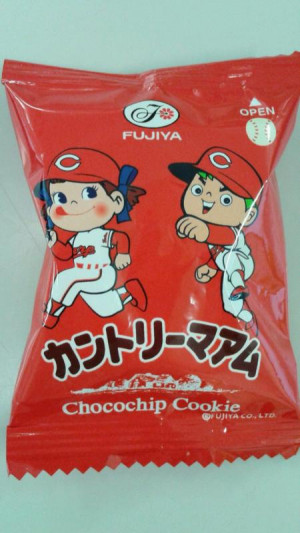 FUJIYA
OPEN
C
C
カントリーマアム
Chocochip Cookie
©FUJIYA CO., LTD.